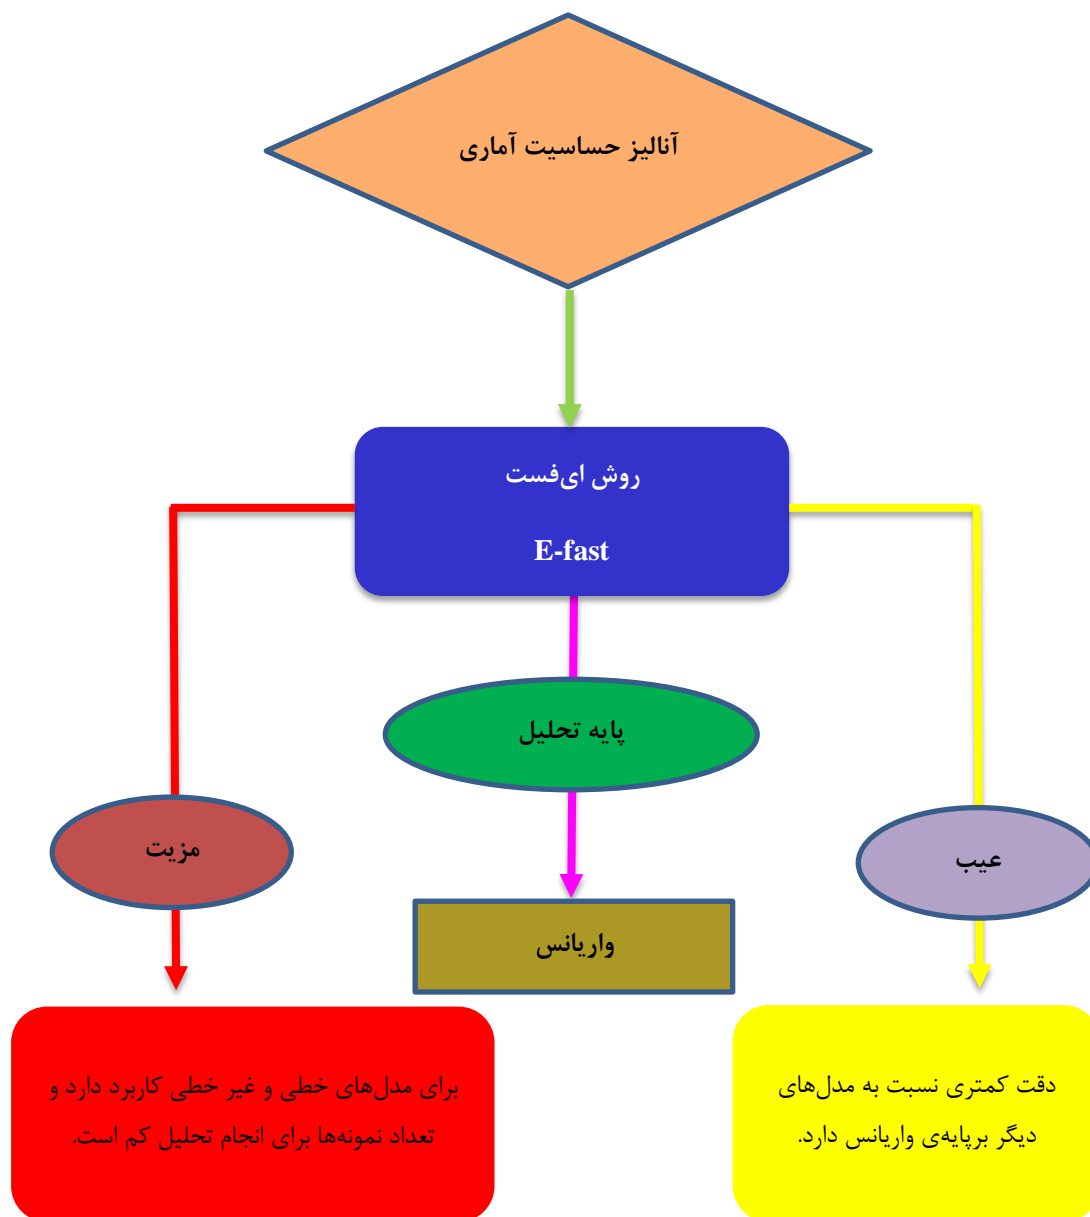 آنالیز حساسیت آماری
روش ای‌فست
E-fast
پایه تحلیل
مزیت
عیب
واریانس
برای مدل‌های خطی و غیر خطی کاربرد دارد و
تعداد نمونه‌ها برای انجام تحلیل کم است.
دقت کمتری نسبت به مدل‌های
دیگر برپایه‌ی واریانس دارد.